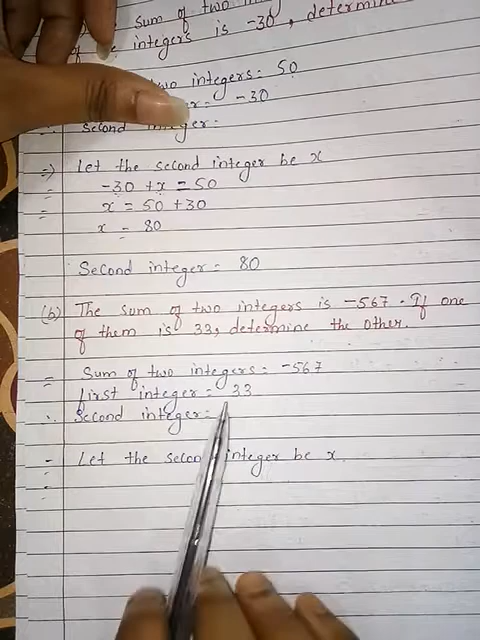 sum of two
integers is -30, determine
two integers = 50
= -30
Second integer =
=> Let the second integer be x
-30 + x = 50
= x = 50 + 30
x = 80
Second integer = 80
(b) The sum of two integers is -567. If one
of them is 33, determine the other.
= Sum of two integers = -567
First integer = 33
∴ Second integer =
- Let the second integer be x